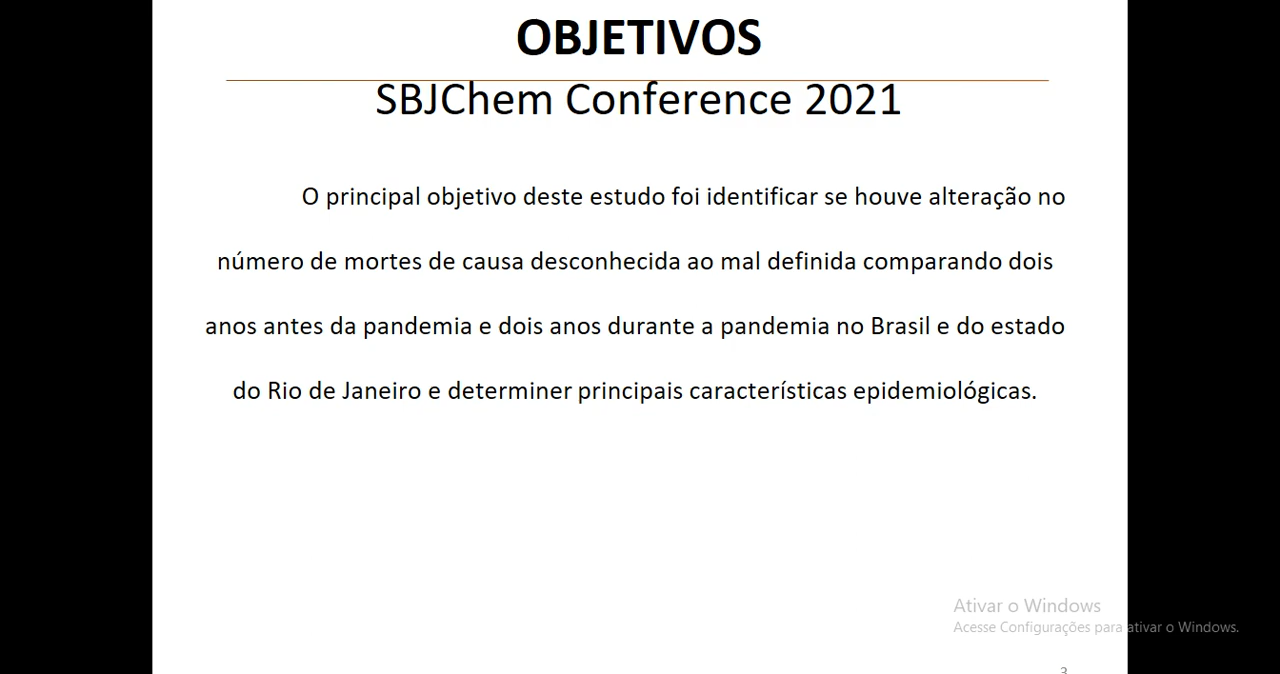 OBJETIVOS
SBJChem Conference 2021
O principal objetivo deste estudo foi identificar se houve alteração no
número de mortes de causa desconhecida ao mal definida comparando dois
anos antes da pandemia e dois anos durante a pandemia no Brasil e do estado
do Rio de Janeiro e determiner principais características epidemiológicas.
Ativar o Windows
Acesse Configurações para ativar o Windows.
3